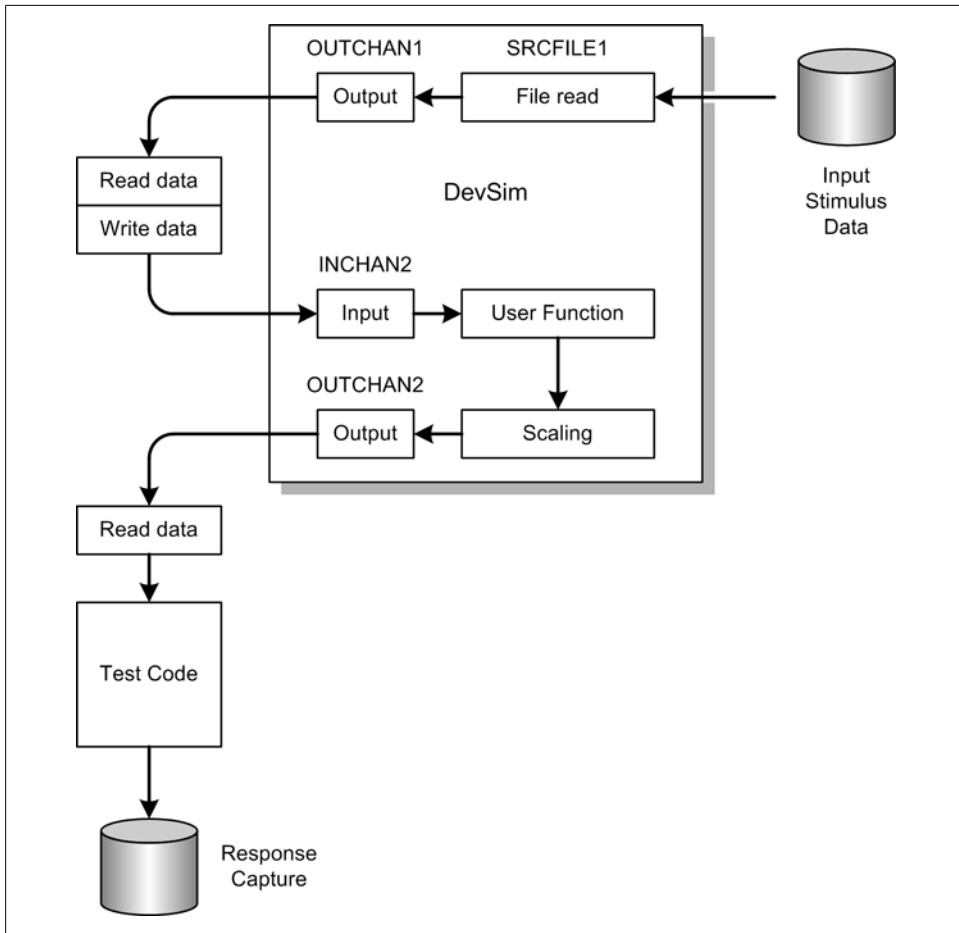 OUTCHAN1
SRCFILE1
Output
File read
Input
Stimulus
Data
Read data
Write data
DevSim
INCHAN2
Input
User Function
OUTCHAN2
Output
Scaling
Read data
Test Code
Response
Capture